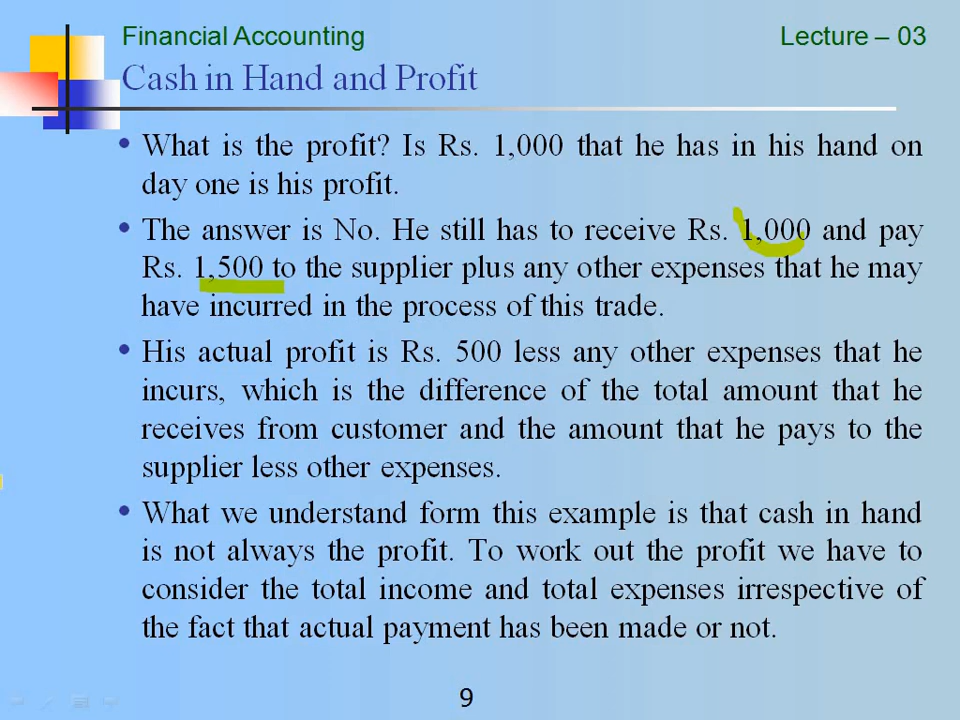 Financial Accounting
Lecture – 03
Cash in Hand and Profit
• What is the profit? Is Rs. 1,000 that he has in his hand on
day one is his profit.
• The answer is No. He still has to receive Rs. 1,000 and pay
Rs. 1,500 to the supplier plus any other expenses that he may
have incurred in the process of this trade.
• His actual profit is Rs. 500 less any other expenses that he
incurs, which is the difference of the total amount that he
receives from customer and the amount that he pays to the
supplier less other expenses.
• What we understand form this example is that cash in hand
is not always the profit. To work out the profit we have to
consider the total income and total expenses irrespective of
the fact that actual payment has been made or not.
9